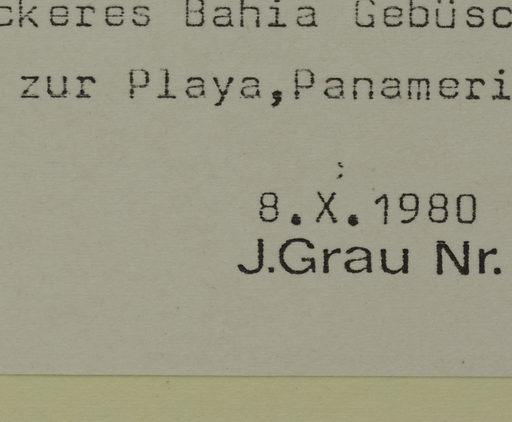 ckeres Bahia Gebüsc
zur Playa,Panameri
8.X.1980
J.Grau Nr.